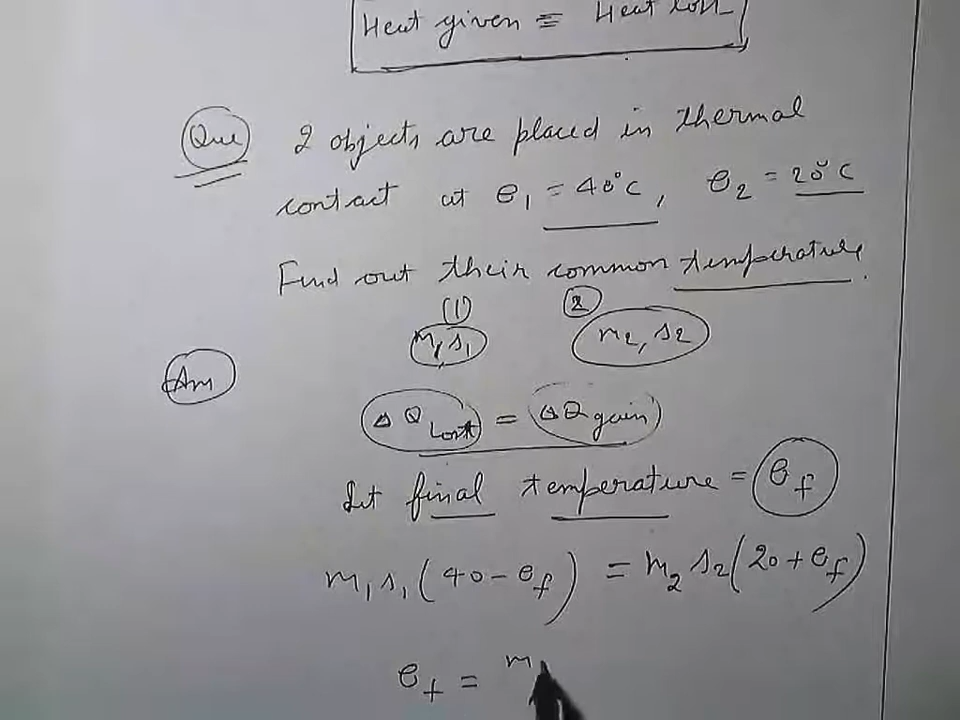 Heat given = Heat lost
Que 2 objects are placed in thermal
contact at θ1 = 40°C, θ2 = 20°C
Find out their common temperature.
(1) 2
m1, s1 m2, s2
Ans
ΔQ Lost = ΔQ gain
Let final temperature = θf
m1 s1 (40 - θf) = m2 s2 (20 + θf)
θf = m